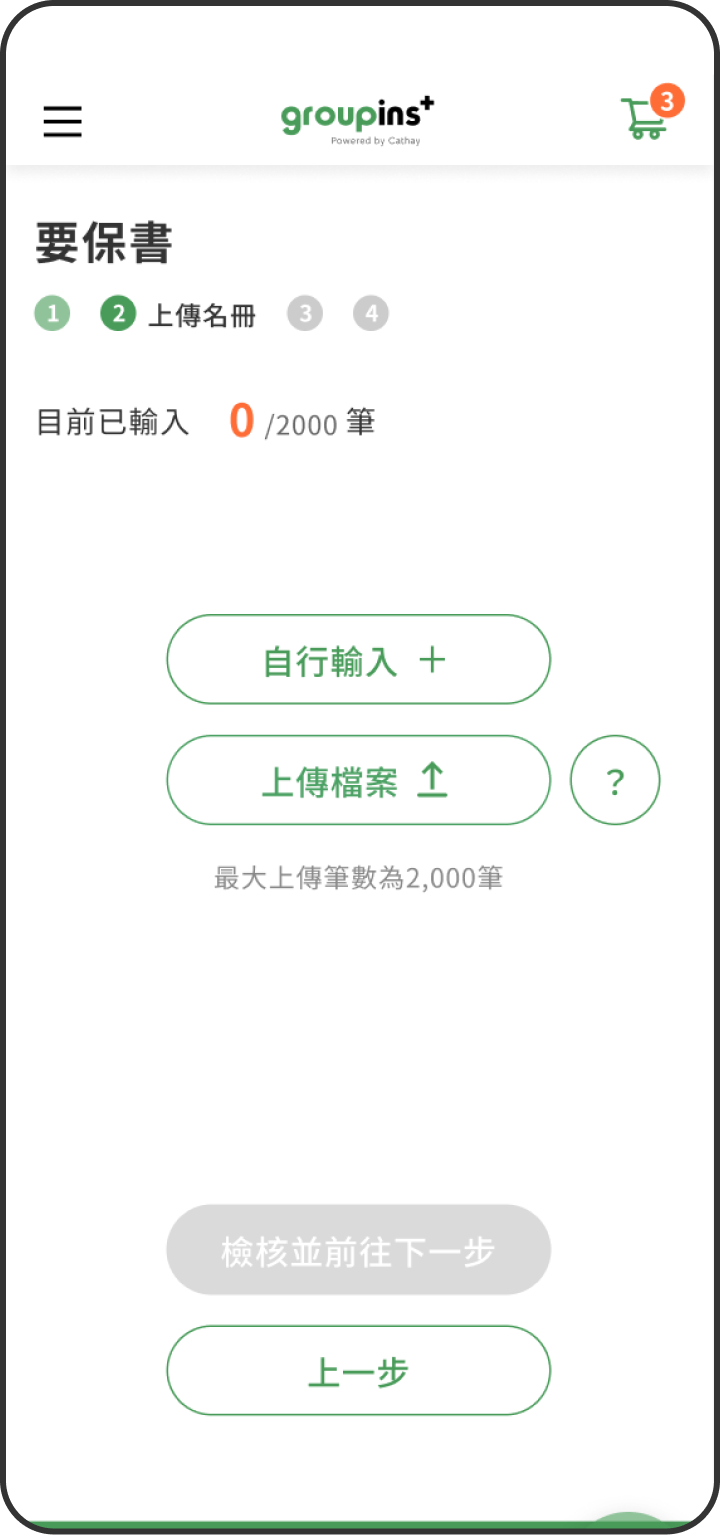 groupins+
Powered by Cathay
3
要保書
1 2 上傳名冊 3 4
目前已輸入 0 /2000 筆
自行輸入 +
上傳檔案
?
最大上傳筆數為2,000筆
檢核並前往下一步
上一步